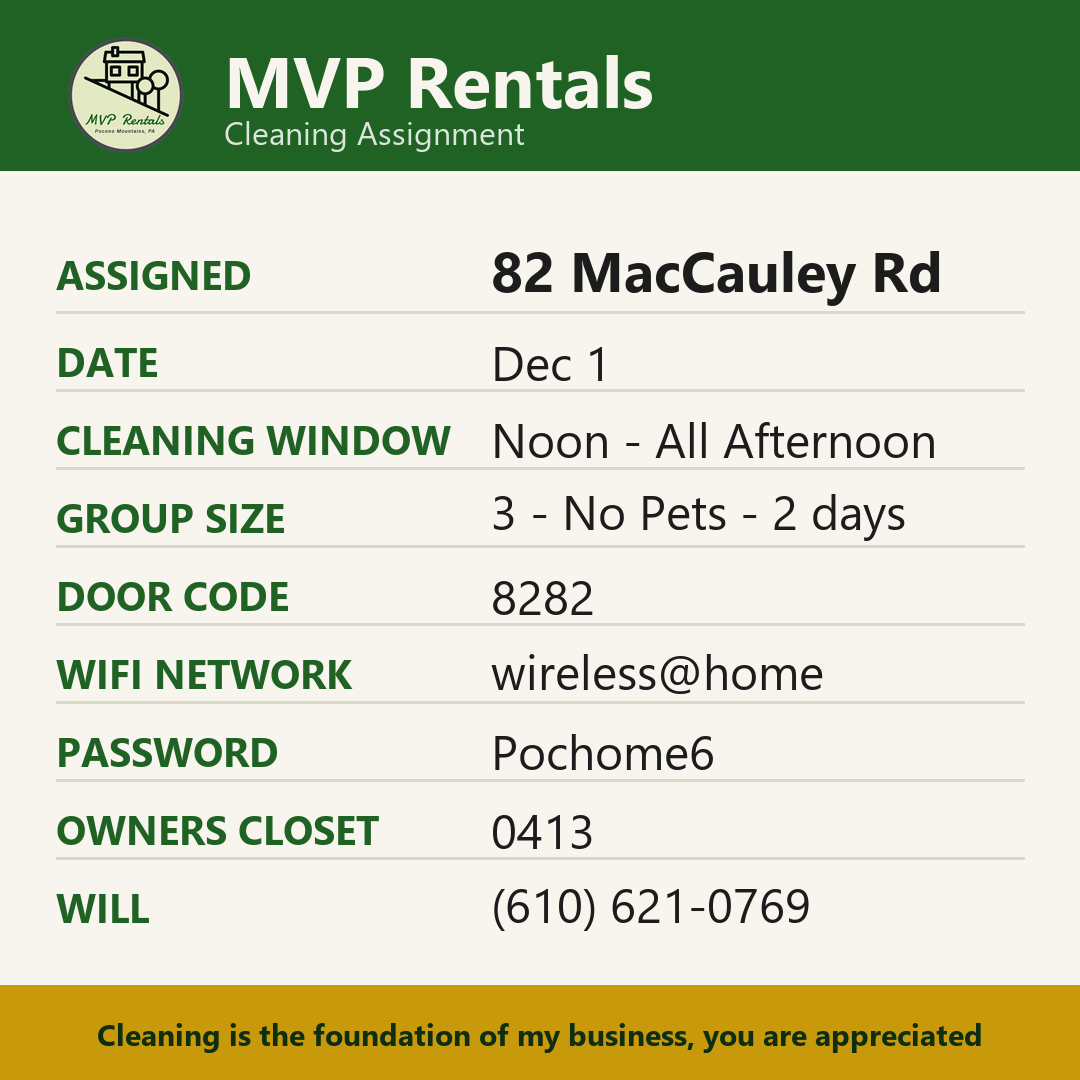 MVP Rentals
Pocono Mountains, PA
MVP Rentals
Cleaning Assignment
ASSIGNED 82 MacCauley Rd
DATE Dec 1
CLEANING WINDOW Noon - All Afternoon
GROUP SIZE 3 - No Pets - 2 days
DOOR CODE 8282
WIFI NETWORK wireless@home
PASSWORD Pochome6
OWNERS CLOSET 0413
WILL (610) 621-0769
Cleaning is the foundation of my business, you are appreciated